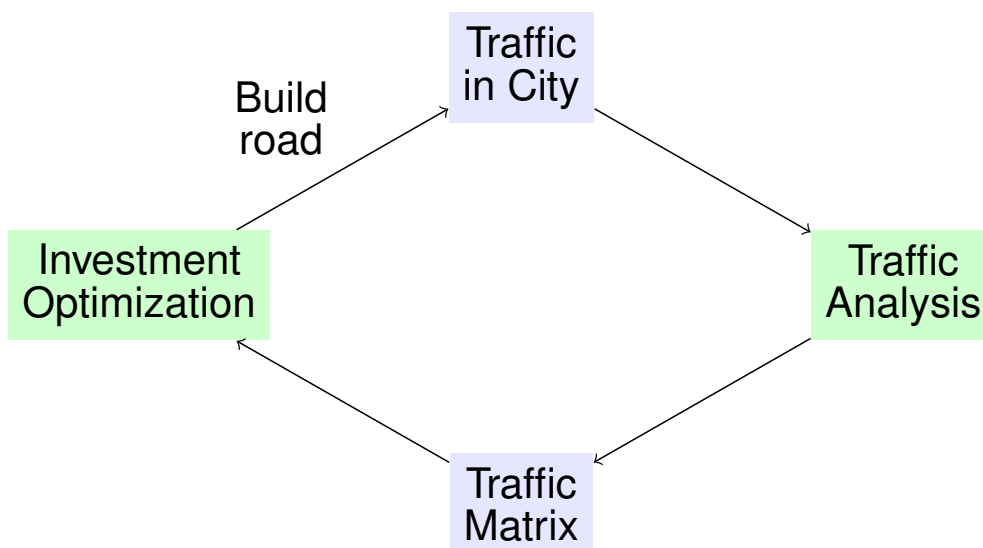 Traffic
in City
Build
road
Investment
Optimization
Traffic
Analysis
Traffic
Matrix